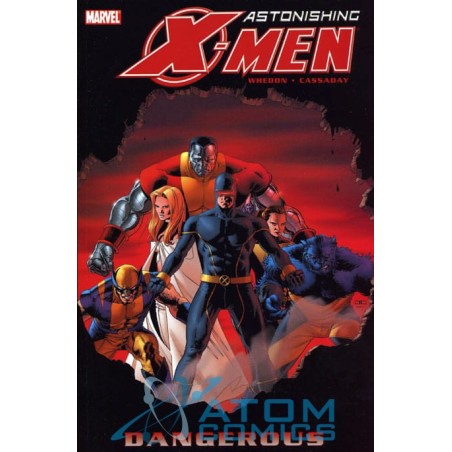 MARVEL
ASTONISHING
X-MEN
WHEDON • CASSADAY
ATOM
COMICS
DANGEROUS